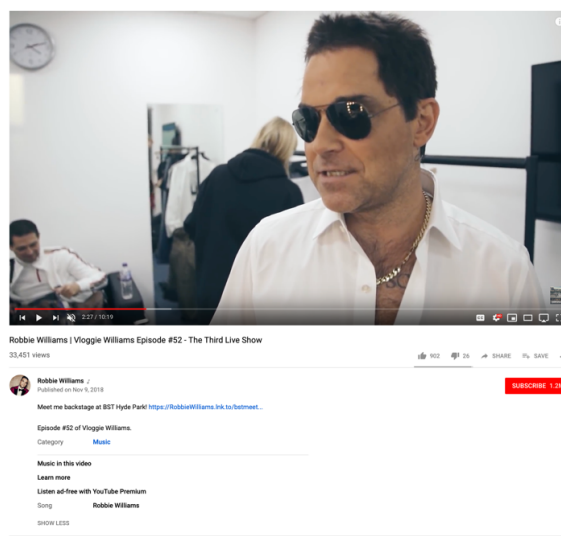 2:27 / 10:19
Robbie Williams | Vloggie Williams Episode #52 - The Third Live Show
33,451 views
902
26
SHARE
SAVE
Robbie Williams
Published on Nov 9, 2018
SUBSCRIBE 1.2M
Meet me backstage at BST Hyde Park! https://RobbieWilliams.lnk.to/bstmeet...
Episode #52 of Vloggie Williams.
Category Music
Music in this video
Learn more
Listen ad-free with YouTube Premium
Song Robbie Williams
SHOW LESS